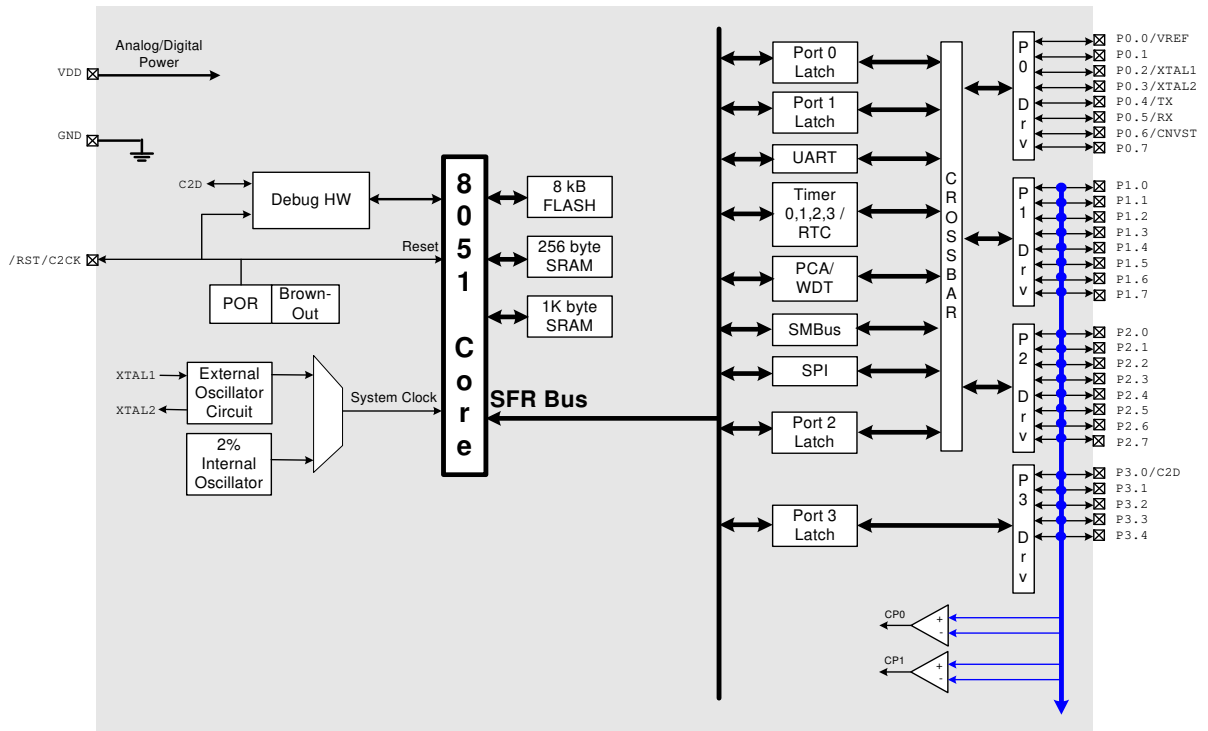 Analog/Digital
Power
VDD
GND
C2D
Debug HW
/RST/C2CK
Reset
POR
Brown-
Out
XTAL1
XTAL2
External
Oscillator
Circuit
2%
Internal
Oscillator
System Clock
8
0
5
1
C
o
r
e
8 kB
FLASH
256 byte
SRAM
1K byte
SRAM
SFR Bus
Port 0
Latch
Port 1
Latch
UART
Timer
0,1,2,3 /
RTC
PCA/
WDT
SMBus
SPI
Port 2
Latch
Port 3
Latch
C
R
O
S
S
B
A
R
P
0
D
r
v
P
1
D
r
v
P
2
D
r
v
P
3
D
r
v
P0.0/VREF
P0.1
P0.2/XTAL1
P0.3/XTAL2
P0.4/TX
P0.5/RX
P0.6/CNVST
P0.7
P1.0
P1.1
P1.2
P1.3
P1.4
P1.5
P1.6
P1.7
P2.0
P2.1
P2.2
P2.3
P2.4
P2.5
P2.6
P2.7
P3.0/C2D
P3.1
P3.2
P3.3
P3.4
CP0
+
-
CP1
+
-